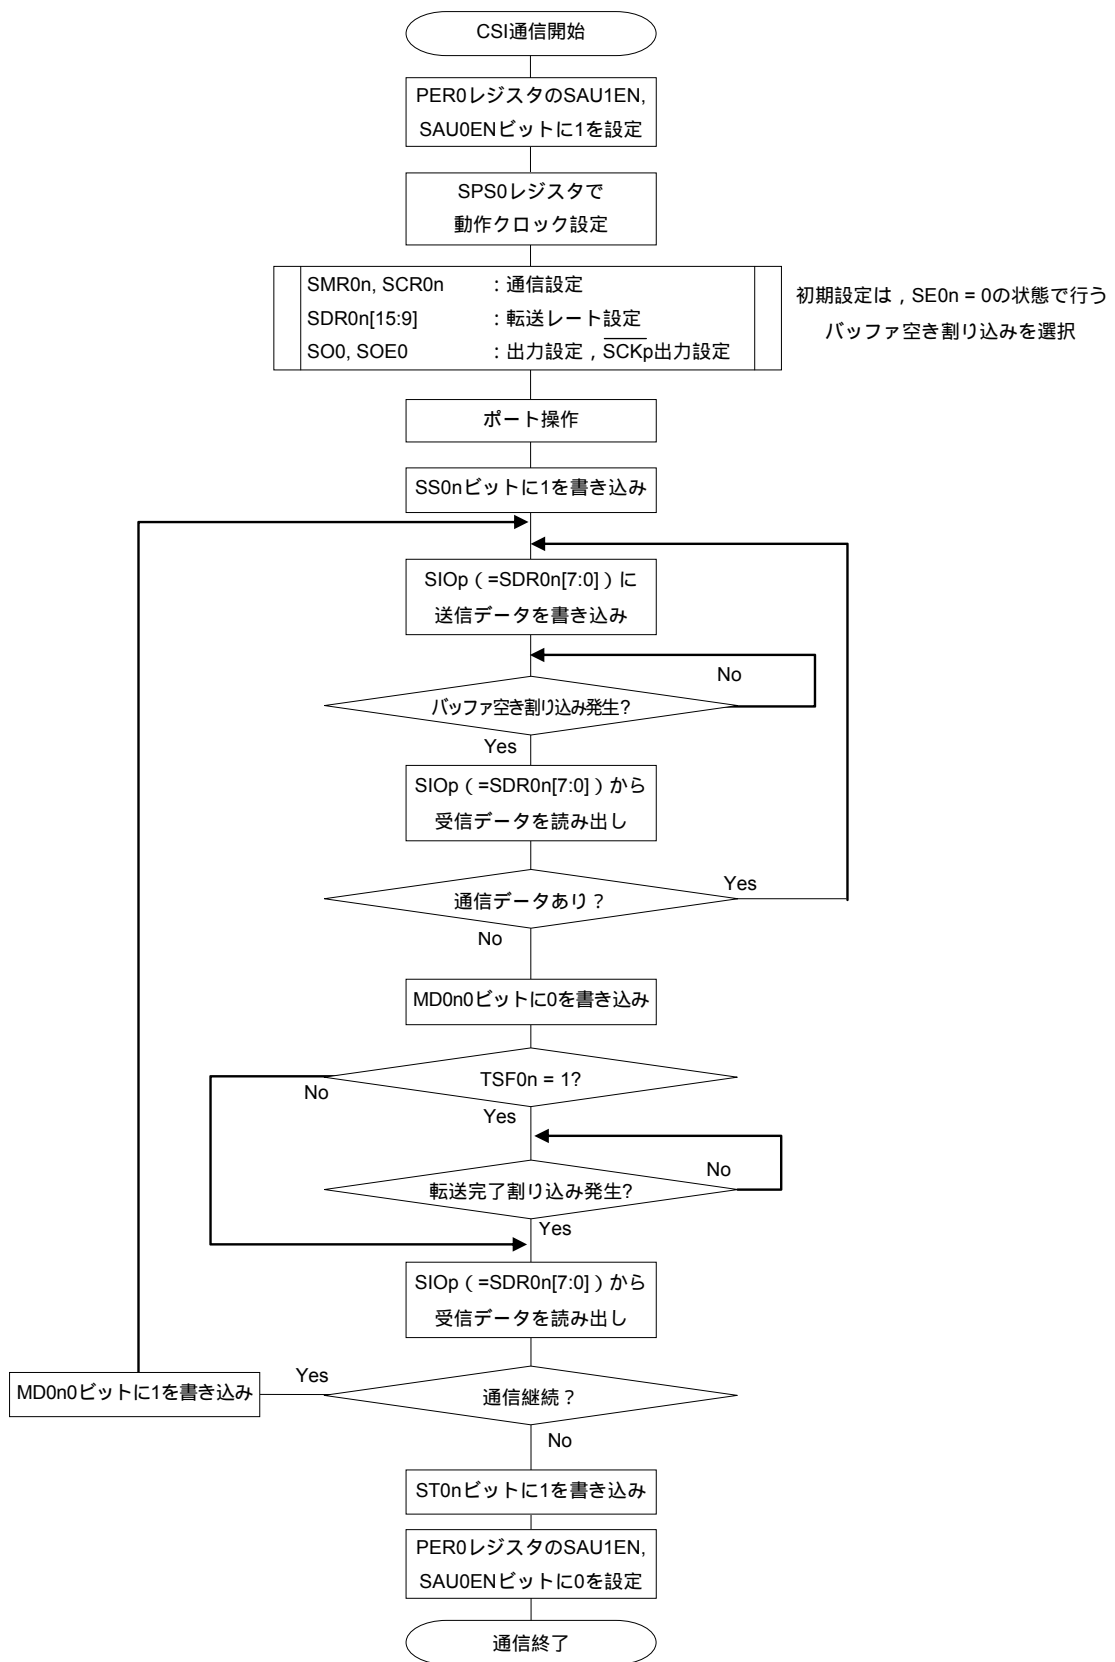 CSI通信開始
PER0レジスタのSAU1EN,
SAU0ENビットに1を設定
SPS0レジスタで
動作クロック設定
SMR0n, SCR0n : 通信設定
SDR0n[15:9] : 転送レート設定
SO0, SOE0 : 出力設定，SCKp出力設定
初期設定は，SE0n = 0の状態で行う
バッファ空き割り込みを選択
ポート操作
SS0nビットに1を書き込み
SIOp（=SDR0n[7:0]）に
送信データを書き込み
No
バッファ空き割り込み発生？
Yes
SIOp（=SDR0n[7:0]）から
受信データを読み出し
Yes
通信データあり？
No
MD0n0ビットに0を書き込み
TSF0n = 1?
No
Yes
No
転送完了割り込み発生?
Yes
SIOp（=SDR0n[7:0]）から
受信データを読み出し
Yes
MD0n0ビットに1を書き込み
通信継続？
No
ST0nビットに1を書き込み
PER0レジスタのSAU1EN,
SAU0ENビットに0を設定
通信終了